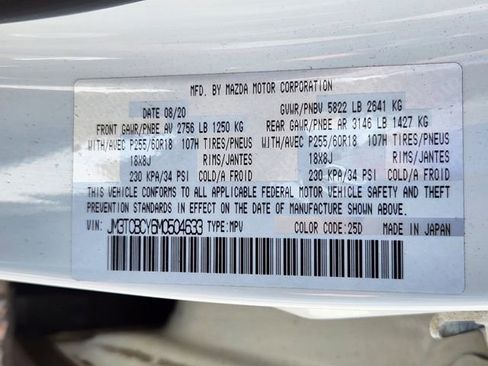 MFD. BY MAZDA MOTOR CORPORATION
DATE 08/20 GVWR/PNBV 5822 LB 2641 KG
FRONT GAWR/PNBE AV 2756 LB 1250 KG REAR GAWR/PNBE AR 3146 LB 1427 KG
WITH/AVEC P255/60R18 107H TIRES/PNEUS WITH/AVEC P255/60R18 107H TIRES/PNEUS
18X8J RIMS/JANTES 18X8J RIMS/JANTES
230 KPA/34 PSI COLD/A FROID 230 KPA/34 PSI COLD/A FROID
THIS VEHICLE CONFORMS TO ALL APPLICABLE FEDERAL MOTOR VEHICLE SAFETY AND THEFT
PREVENTION STANDARDS IN EFFECT ON THE DATE OF MANUFACTURE SHOWN ABOVE.
VIN: JM3TCBCY6M0504633 TYPE:MPV COLOR CODE:25D MADE IN JAPAN